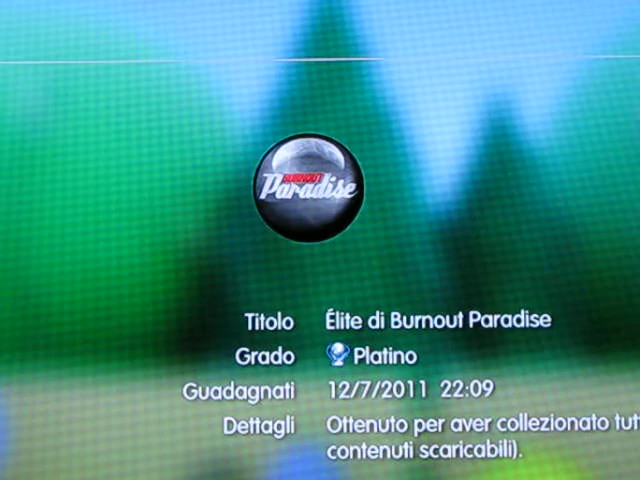 BURNOUT
Paradise
Titolo Élite di Burnout Paradise
Grado Platino
Guadagnati 12/7/2011 22:09
Dettagli Ottenuto per aver collezionato
contenuti scaricabili).